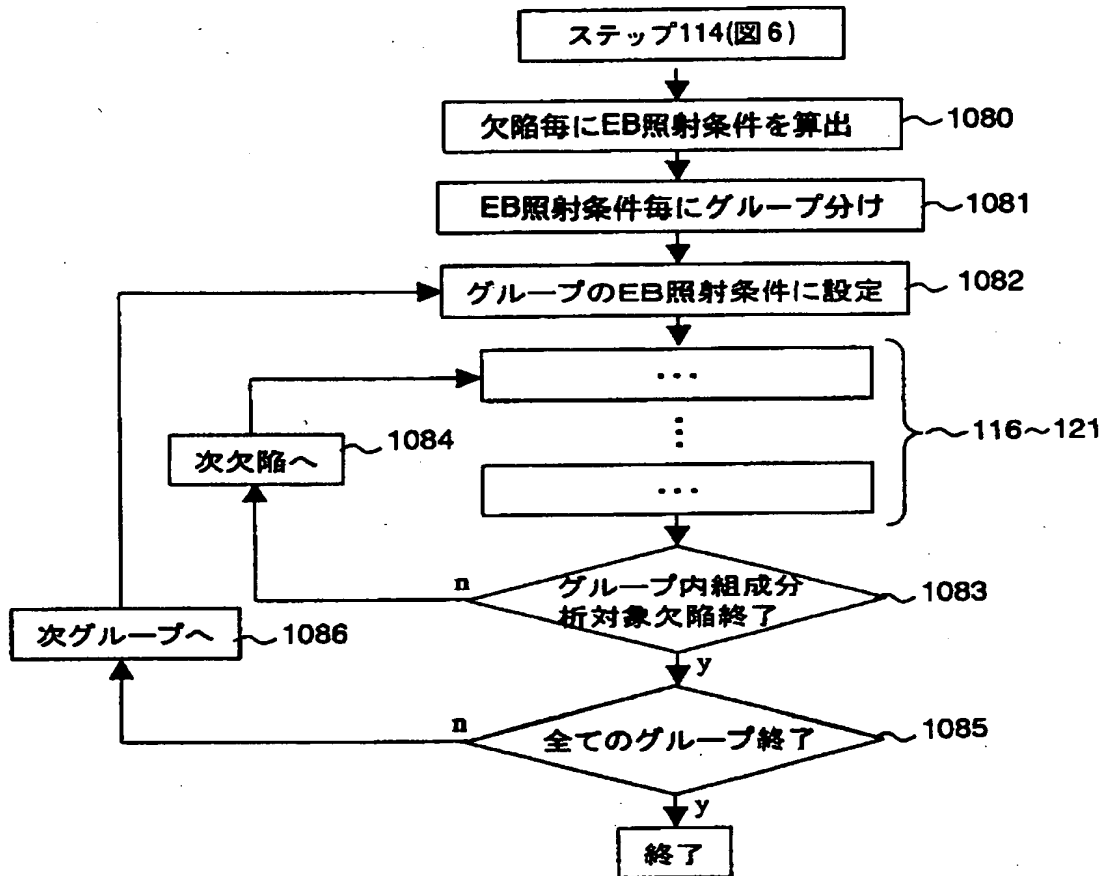 ステップ114(図6)
欠陥毎にEB照射条件を算出
1080
EB照射条件毎にグループ分け
1081
グループのEB照射条件に設定
1082
･･･
⋮
116～121
次欠陥へ
1084
･･･
n
グループ内組成分
析対象欠陥終了
1083
次グループへ
1086
y
n
全てのグループ終了
1085
y
終了